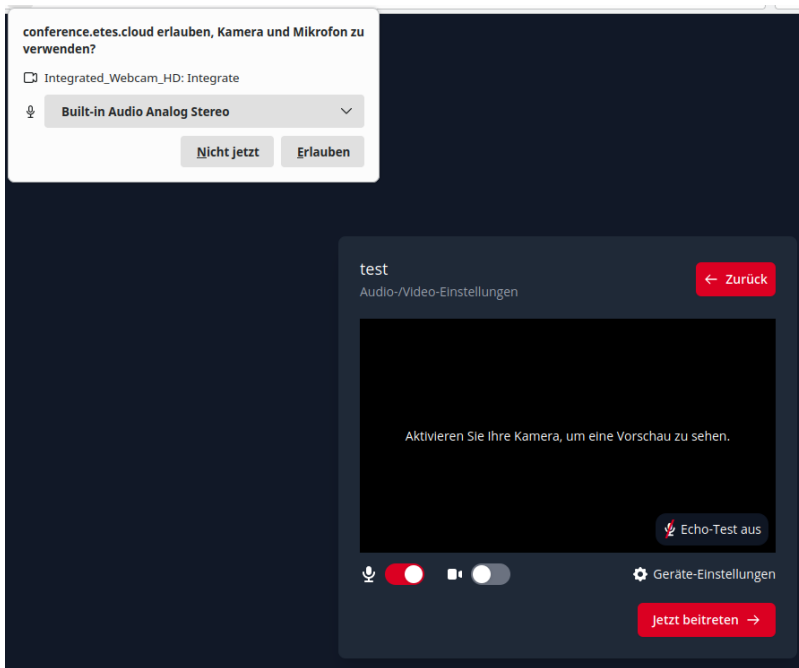 conference.etes.cloud erlauben, Kamera und Mikrofon zu
verwenden?
Integrated_Webcam_HD: Integrate
Built-in Audio Analog Stereo
Nicht jetzt
Erlauben
test
Audio-/Video-Einstellungen
← Zurück
Aktivieren Sie Ihre Kamera, um eine Vorschau zu sehen.
Echo-Test aus
Geräte-Einstellungen
Jetzt beitreten →